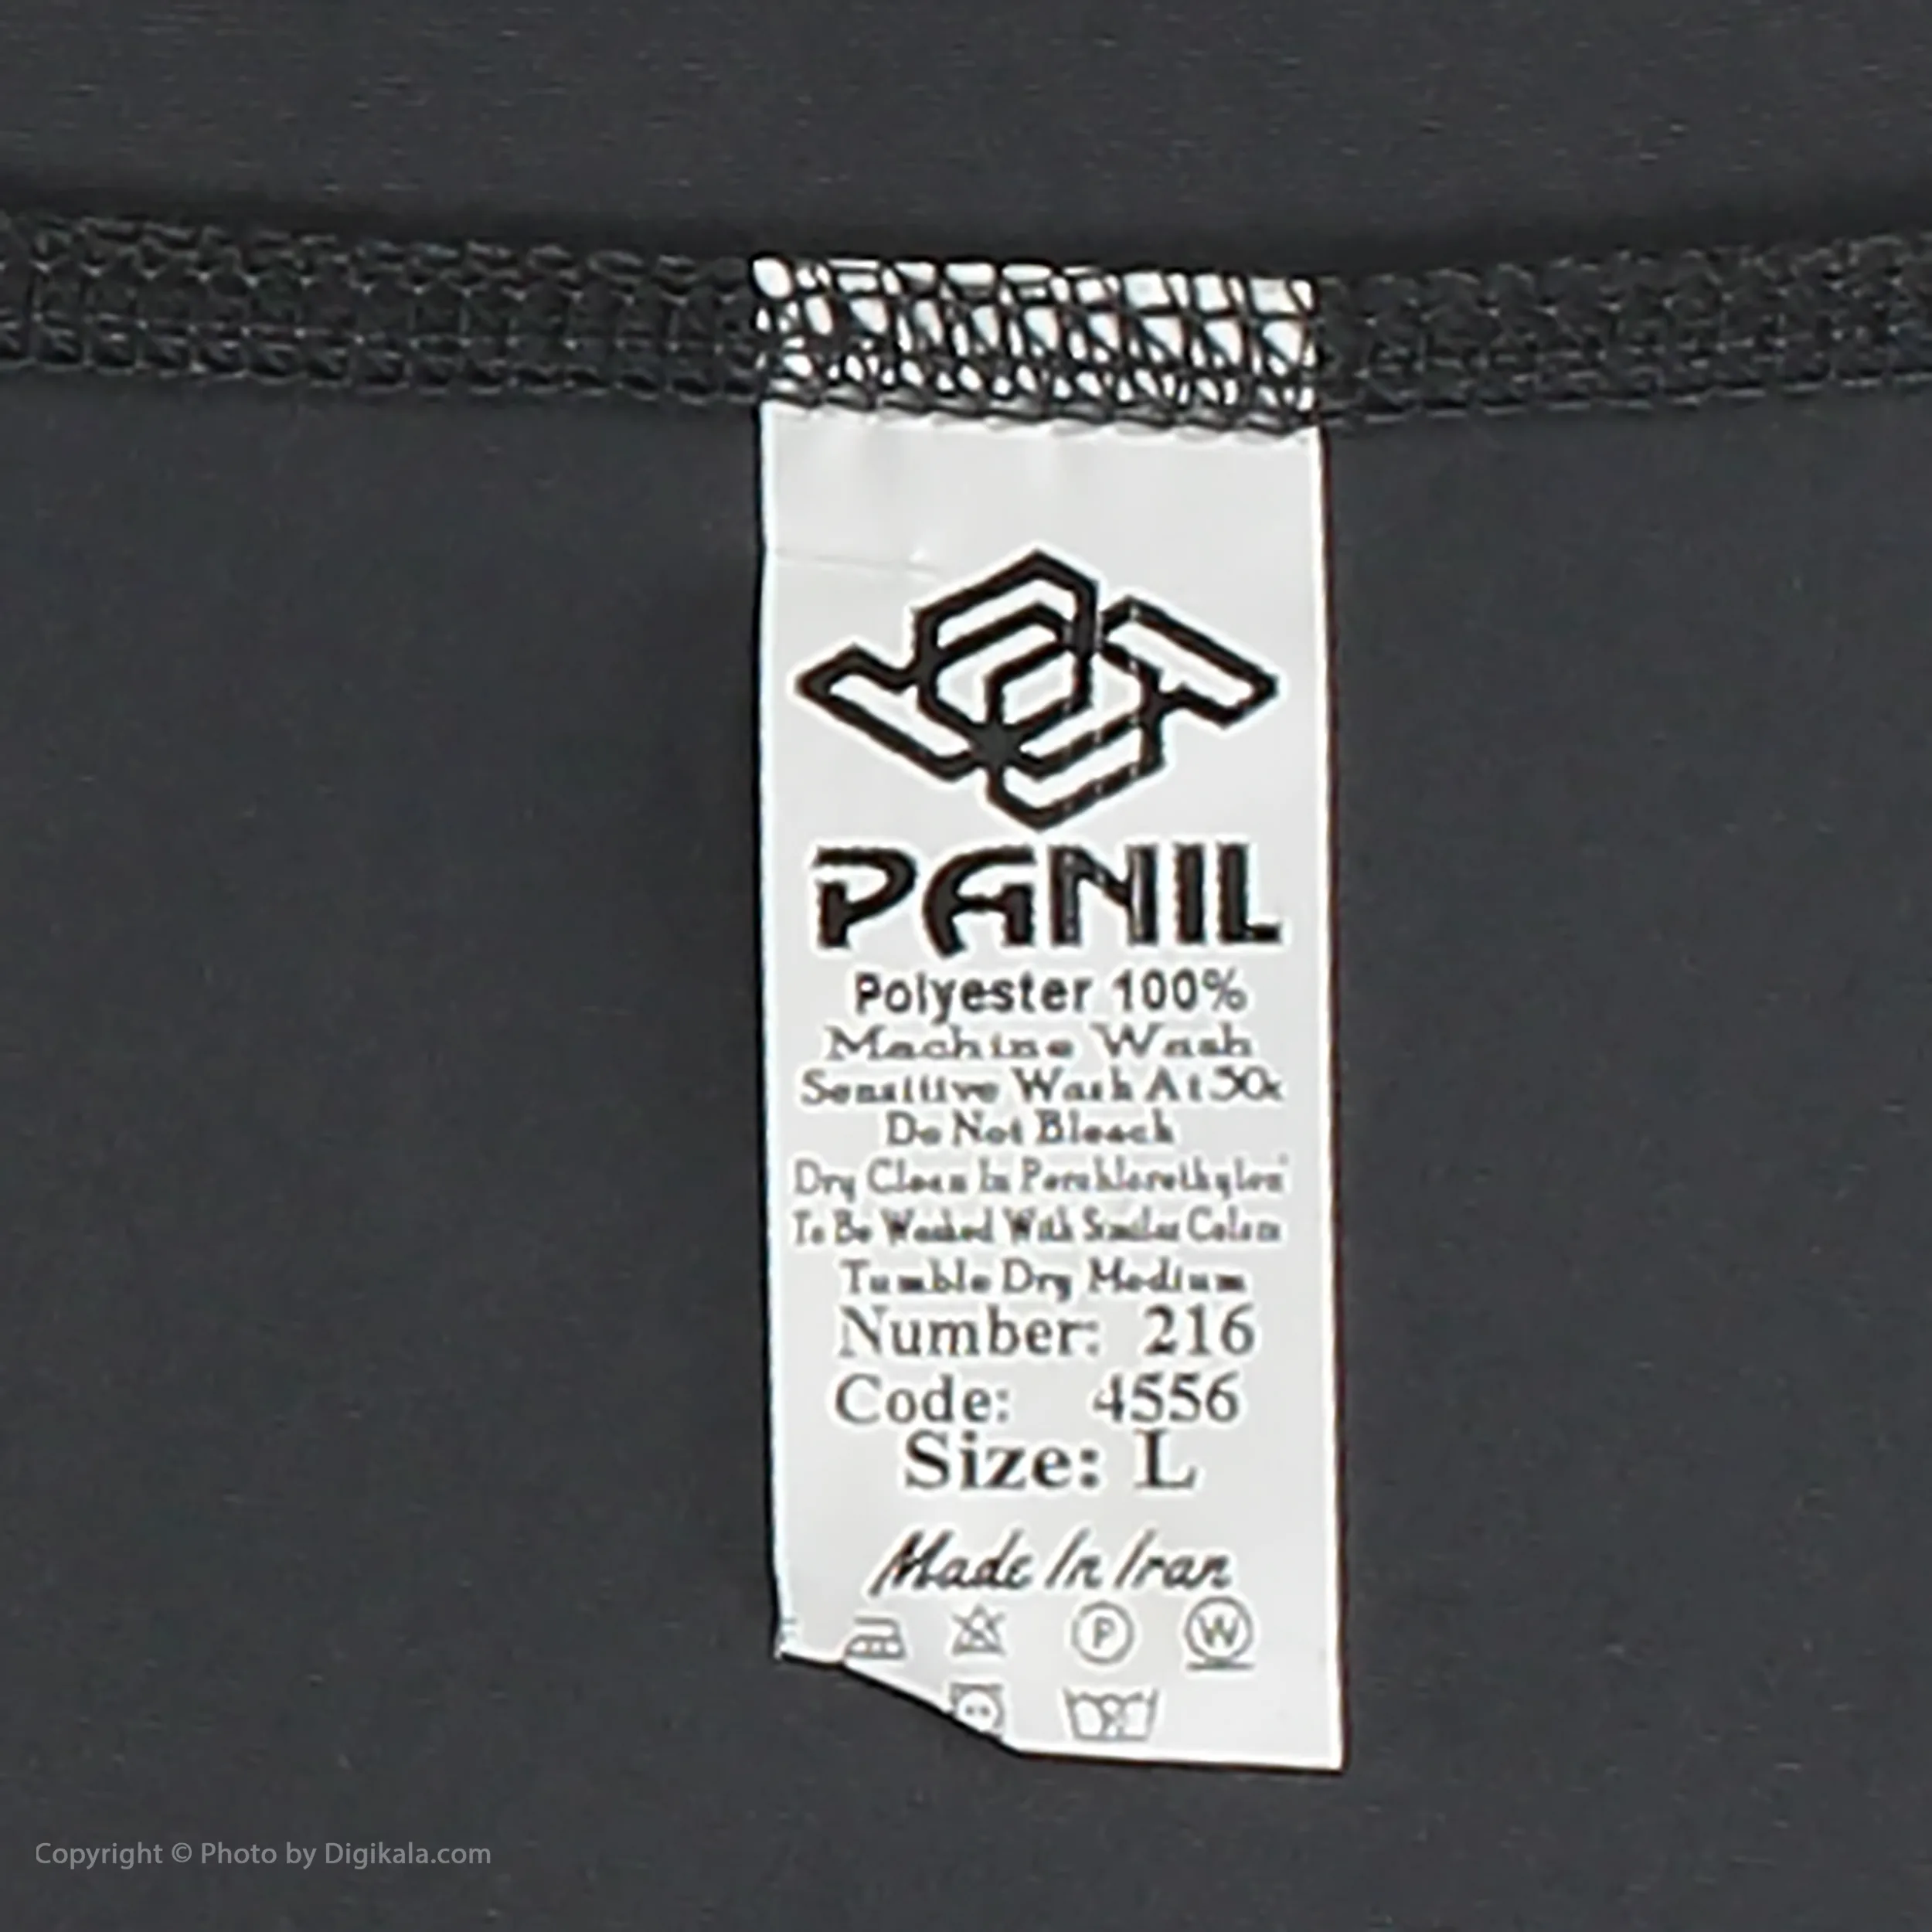 PANIL
Polyester 100%
Machine Wash
Sensitive Wash At 30c
Do Not Bleach
Dry Clean In Perchlorethylen
To Be Washed With Similar Colors
Tumble Dry Medium
Number: 216
Code: 4556
Size: L
Made In Iran
P W
Copyright © Photo by Digikala.com